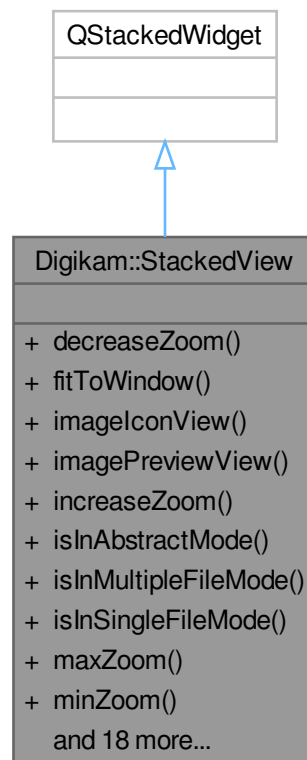 QStackedWidget
Digikam::StackedView
+ decreaseZoom()
+ fitToWindow()
+ imageIconView()
+ imagePreviewView()
+ increaseZoom()
+ isInAbstractMode()
+ isInMultipleFileMode()
+ isInSingleFileMode()
+ maxZoom()
+ minZoom()
and 18 more...